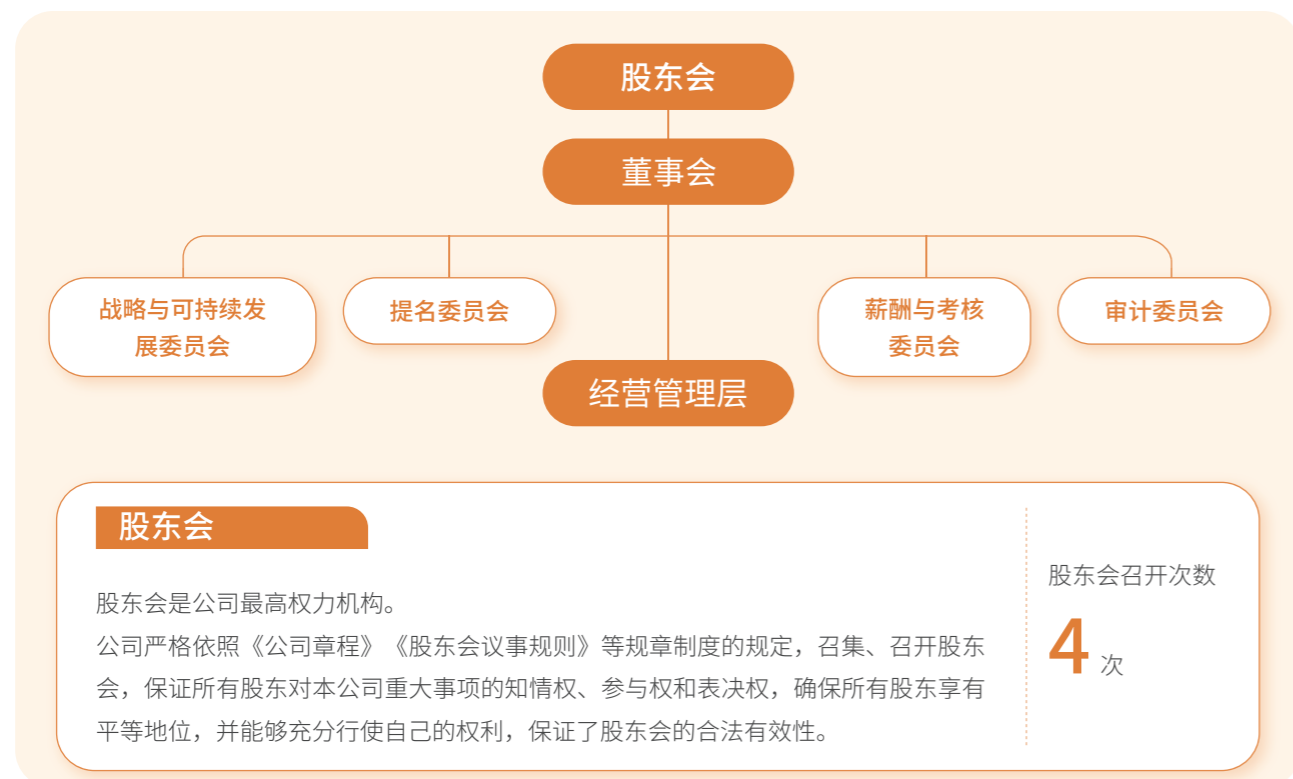 股东会
董事会
战略与可持续发
展委员会
提名委员会
薪酬与考核
委员会
审计委员会
经营管理层
股东会
股东会是公司最高权力机构。
公司严格依照《公司章程》《股东会议事规则》等规章制度的规定，召集、召开股东
会，保证所有股东对本公司重大事项的知情权、参与权和表决权，确保所有股东享有
平等地位，并能够充分行使自己的权利，保证了股东会的合法有效性。
股东会召开次数
4 次